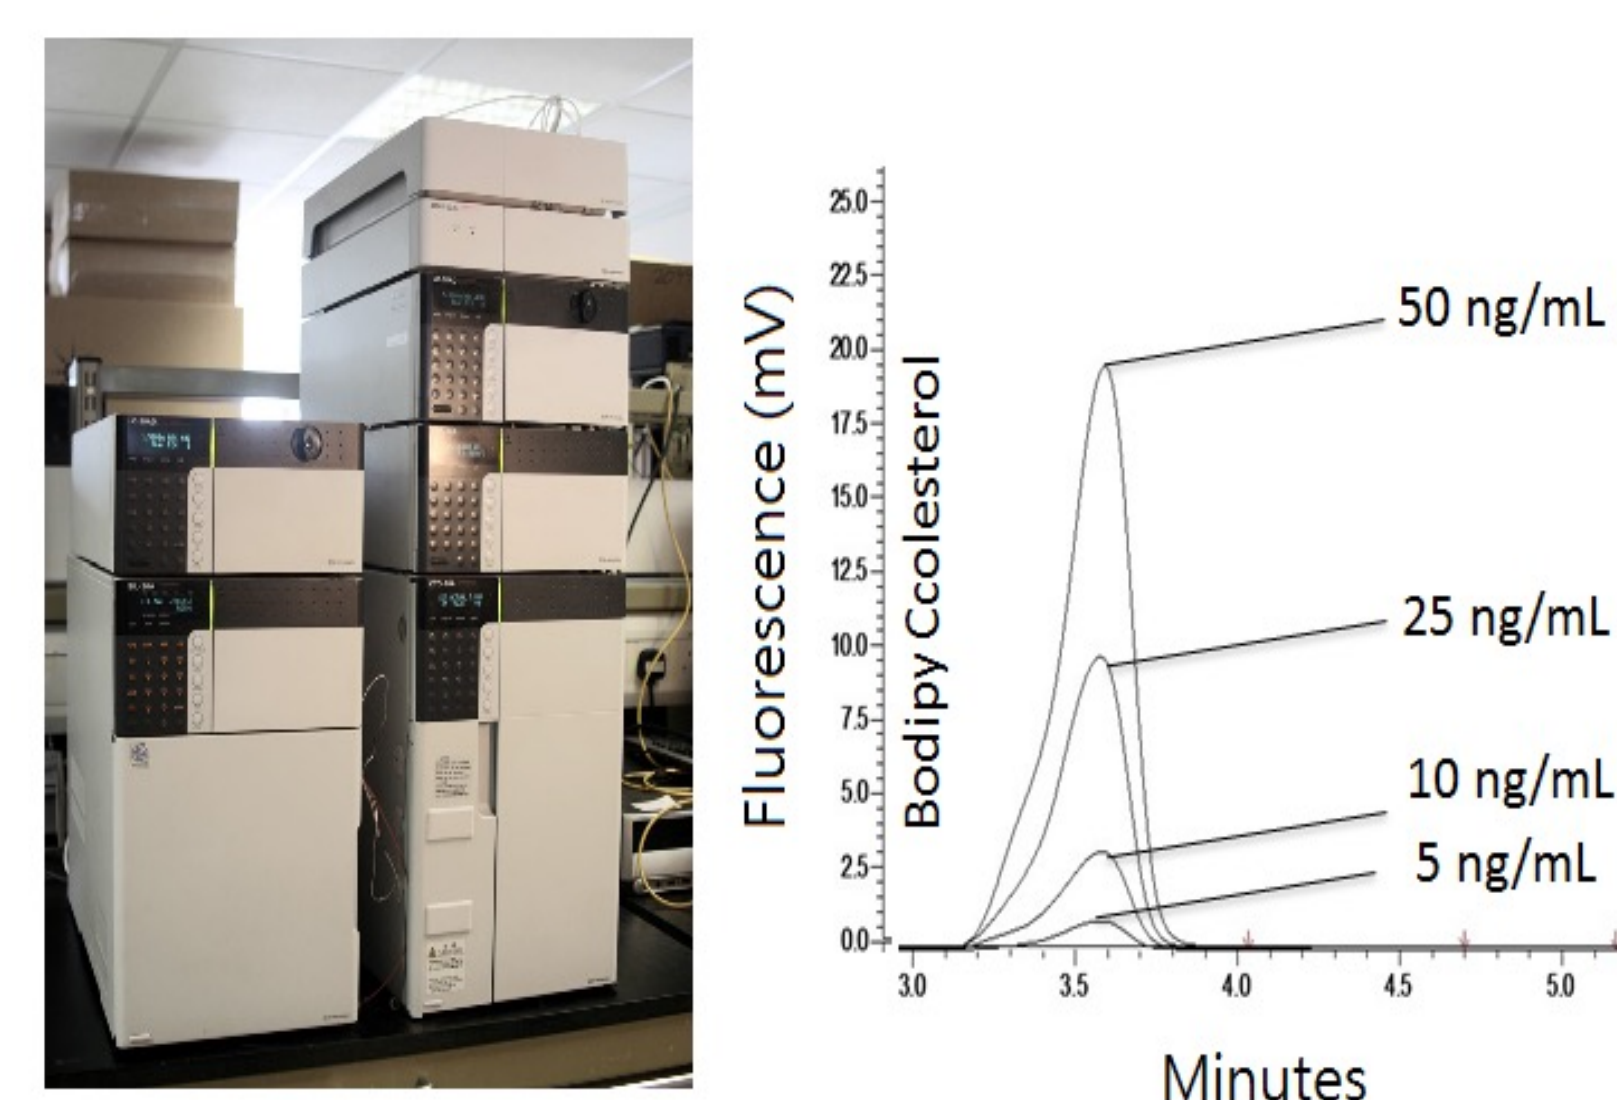 Fluorescence (mV)
Bodipy Ccolesterol
25.0
22.5
20.0
17.5
15.0
12.5
10.0
7.5
5.0
2.5
0.0
50 ng/mL
25 ng/mL
10 ng/mL
5 ng/mL
3.0 3.5 4.0 4.5 5.0
Minutes